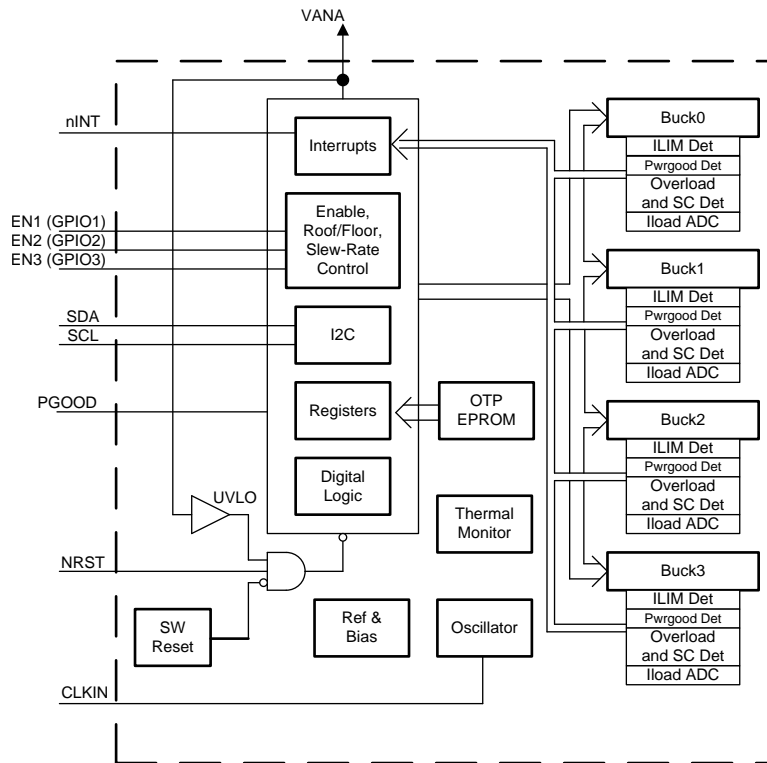 VANA
nINT
Interrupts
EN1 (GPIO1)
EN2 (GPIO2)
EN3 (GPIO3)
Enable,
Roof/Floor,
Slew-Rate
Control
SDA
SCL
I2C
PGOOD
Registers
OTP
EPROM
Digital
Logic
UVLO
Thermal
Monitor
NRST
SW
Reset
Ref &
Bias
Oscillator
CLKIN
Buck0
ILIM Det
Pwrgood Det
Overload
and SC Det
Iload ADC
Buck1
ILIM Det
Pwrgood Det
Overload
and SC Det
Iload ADC
Buck2
ILIM Det
Pwrgood Det
Overload
and SC Det
Iload ADC
Buck3
ILIM Det
Pwrgood Det
Overload
and SC Det
Iload ADC